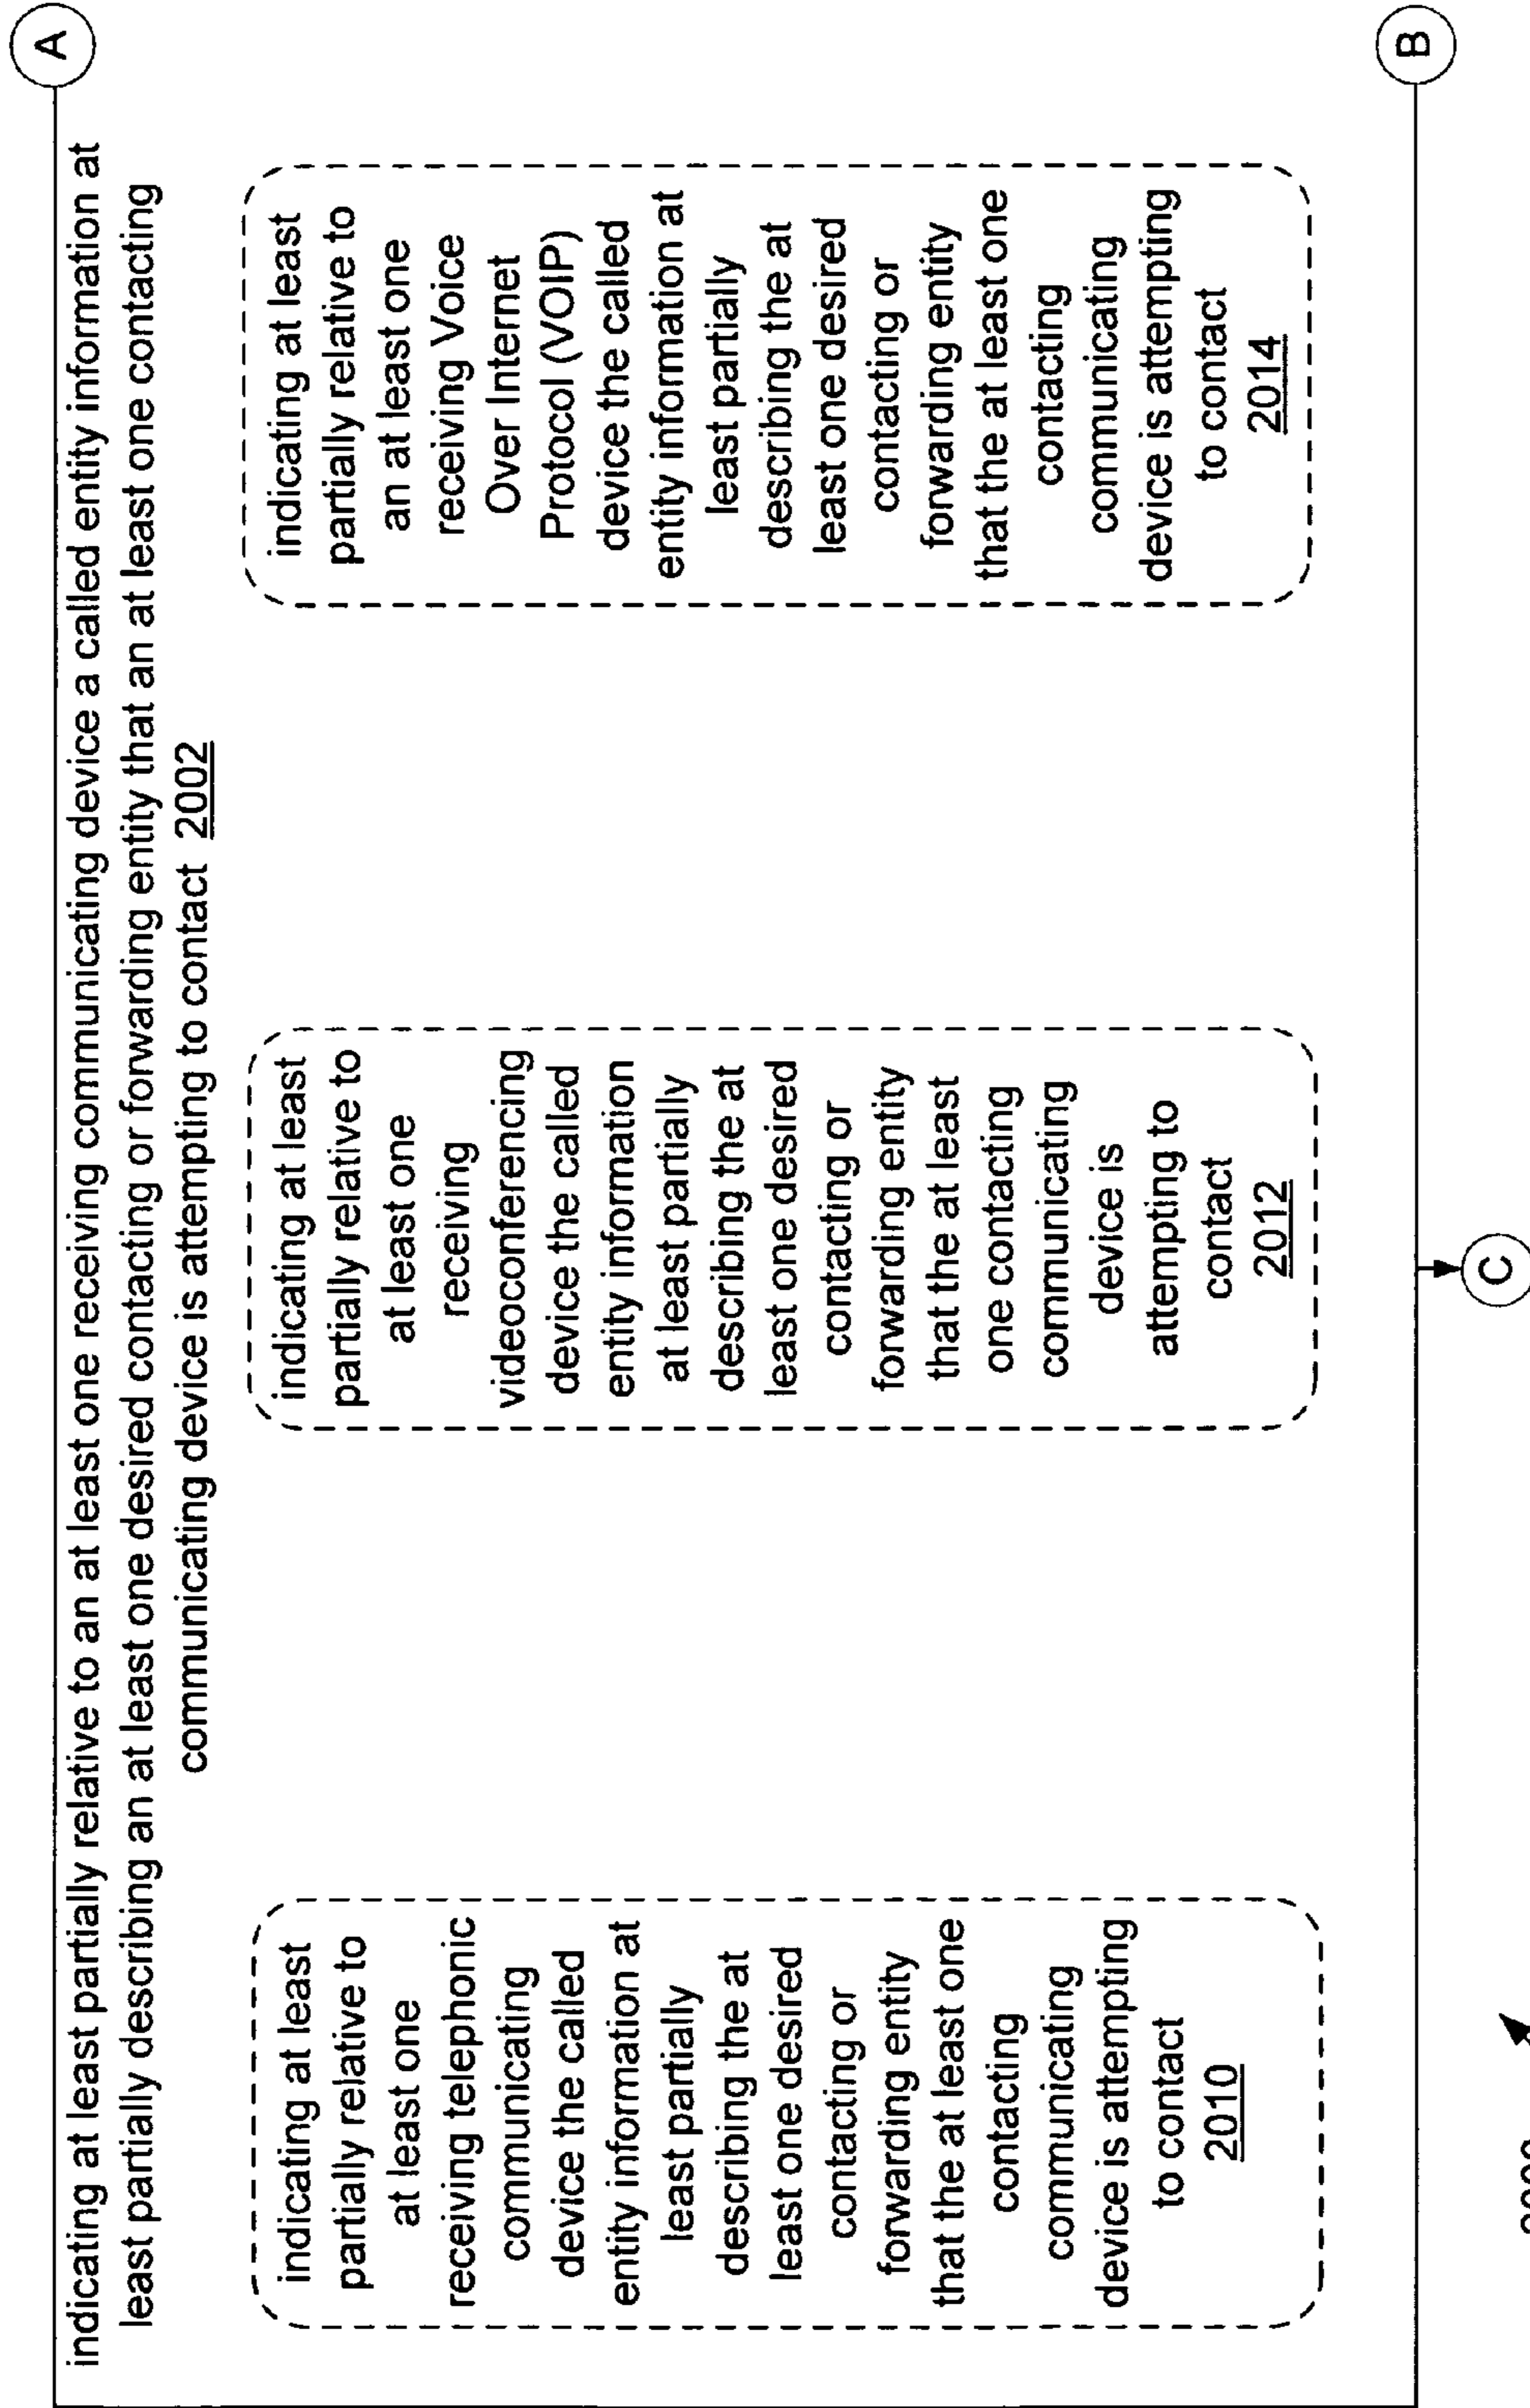 A
indicating at least partially relative to an at least one receiving communicating device a called entity information at
least partially describing an at least one desired contacting or forwarding entity that an at least one contacting
communicating device is attempting to contact 2002
indicating at least
partially relative to
at least one
receiving telephonic
communicating
device the called
entity information at
least partially
describing the at
least one desired
contacting or
forwarding entity
that the at least one
contacting
communicating
device is attempting
to contact
2010
indicating at least
partially relative to
at least one
receiving
videoconferencing
device the called
entity information
at least partially
describing the at
least one desired
contacting or
forwarding entity
that the at least
one contacting
communicating
device is
attempting to
contact
2012
indicating at least
partially relative to
an at least one
receiving Voice
Over Internet
Protocol (VOIP)
device the called
entity information at
least partially
describing the at
least one desired
contacting or
forwarding entity
that the at least one
contacting
communicating
device is attempting
to contact
2014
B
C